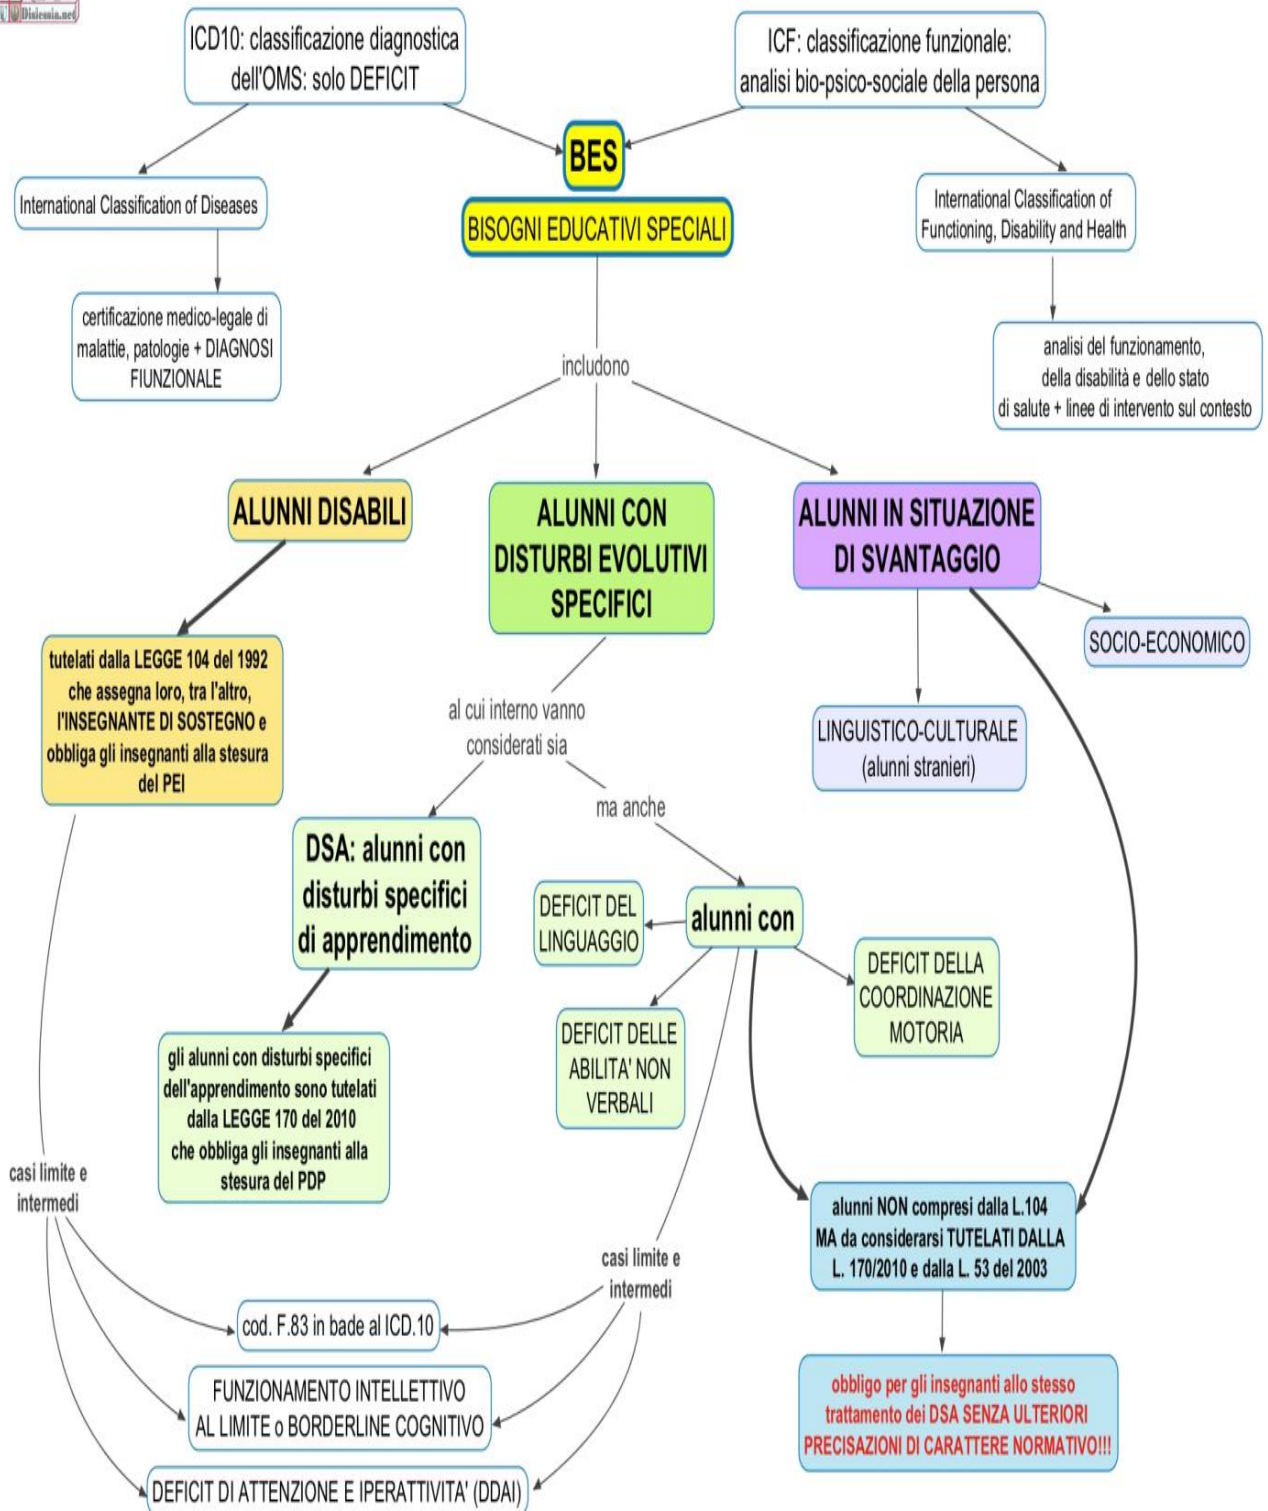 Dislessia.net
ICD10: classificazione diagnostica
dell'OMS: solo DEFICIT
ICF: classificazione funzionale:
analisi bio-psico-sociale della persona
BES
BISOGNI EDUCATIVI SPECIALI
International Classification of Diseases
International Classification of
Functioning, Disability and Health
certificazione medico-legale di
malattie, patologie + DIAGNOSI
FIUNZIONALE
analisi del funzionamento,
della disabilità e dello stato
di salute + linee di intervento sul contesto
includono
ALUNNI DISABILI
ALUNNI CON
DISTURBI EVOLUTIVI
SPECIFICI
ALUNNI IN SITUAZIONE
DI SVANTAGGIO
tutelati dalla LEGGE 104 del 1992
che assegna loro, tra l'altro,
l'INSEGNANTE DI SOSTEGNO e
obbliga gli insegnanti alla stesura
del PEI
SOCIO-ECONOMICO
LINGUISTICO-CULTURALE
(alunni stranieri)
al cui interno vanno
considerati sia
ma anche
DSA: alunni con
disturbi specifici
di apprendimento
alunni con
DEFICIT DEL
LINGUAGGIO
DEFICIT DELLA
COORDINAZIONE
MOTORIA
DEFICIT DELLE
ABILITA' NON
VERBALI
gli alunni con disturbi specifici
dell'apprendimento sono tutelati
dalla LEGGE 170 del 2010
che obbliga gli insegnanti alla
stesura del PDP
casi limite e
intermedi
alunni NON compresi dalla L.104
MA da considerarsi TUTELATI DALLA
L. 170/2010 e dalla L. 53 del 2003
casi limite e
intermedi
cod. F.83 in bade al ICD.10
FUNZIONAMENTO INTELLETTIVO
AL LIMITE o BORDERLINE COGNITIVO
DEFICIT DI ATTENZIONE E IPERATTIVITA' (DDAI)
obbligo per gli insegnanti allo stesso
trattamento dei DSA SENZA ULTERIORI
PRECISAZIONI DI CARATTERE NORMATIVO!!!